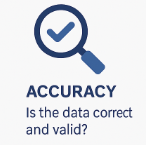 ACCURACY
Is the data correct
and valid?